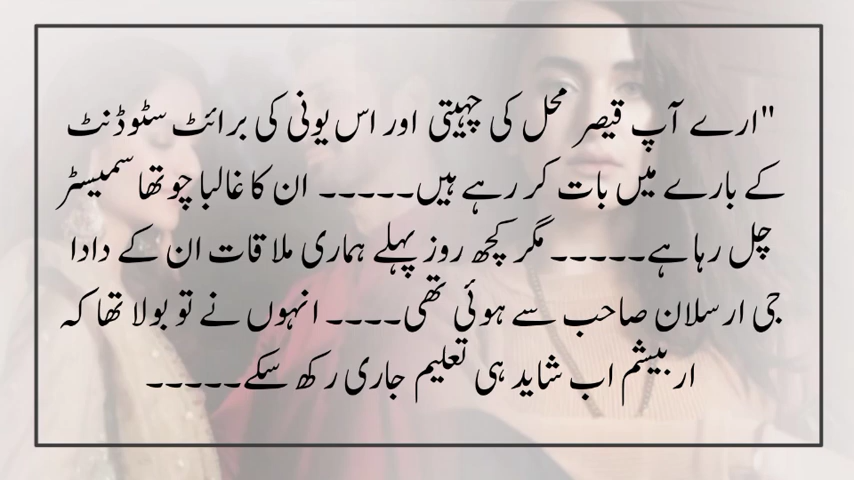 "ارے آپ قیصر محل کی چہیتی اور اس یونی کی برائٹ سٹوڈنٹ
کے بارے میں بات کر رہے ہیں۔۔۔۔۔ ان کا غالبا چوتھا سمیسٹر
چل رہا ہے۔۔۔۔۔ مگر کچھ روز پہلے ہماری ملاقات ان کے دادا
جی ارسلان صاحب سے ہوئی تھی۔۔۔۔ انہوں نے تو بولا تھا کہ
اربیشم اب شاید ہی تعلیم جاری رکھ سکے۔۔۔۔۔